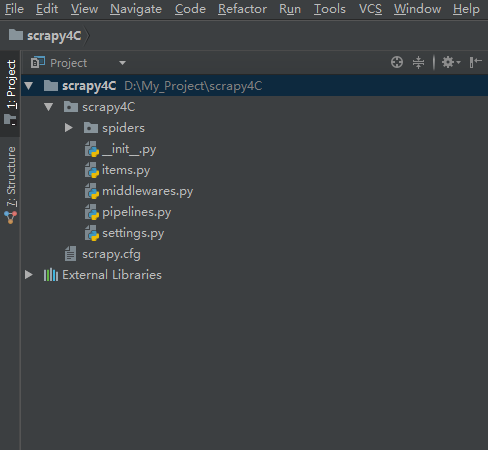 File Edit View Navigate Code Refactor Run Tools VCS Window Help
scrapy4C
1: Project
7: Structure
Project
scrapy4C D:\My_Project\scrapy4C
scrapy4C
spiders
__init__.py
items.py
middlewares.py
pipelines.py
settings.py
scrapy.cfg
External Libraries